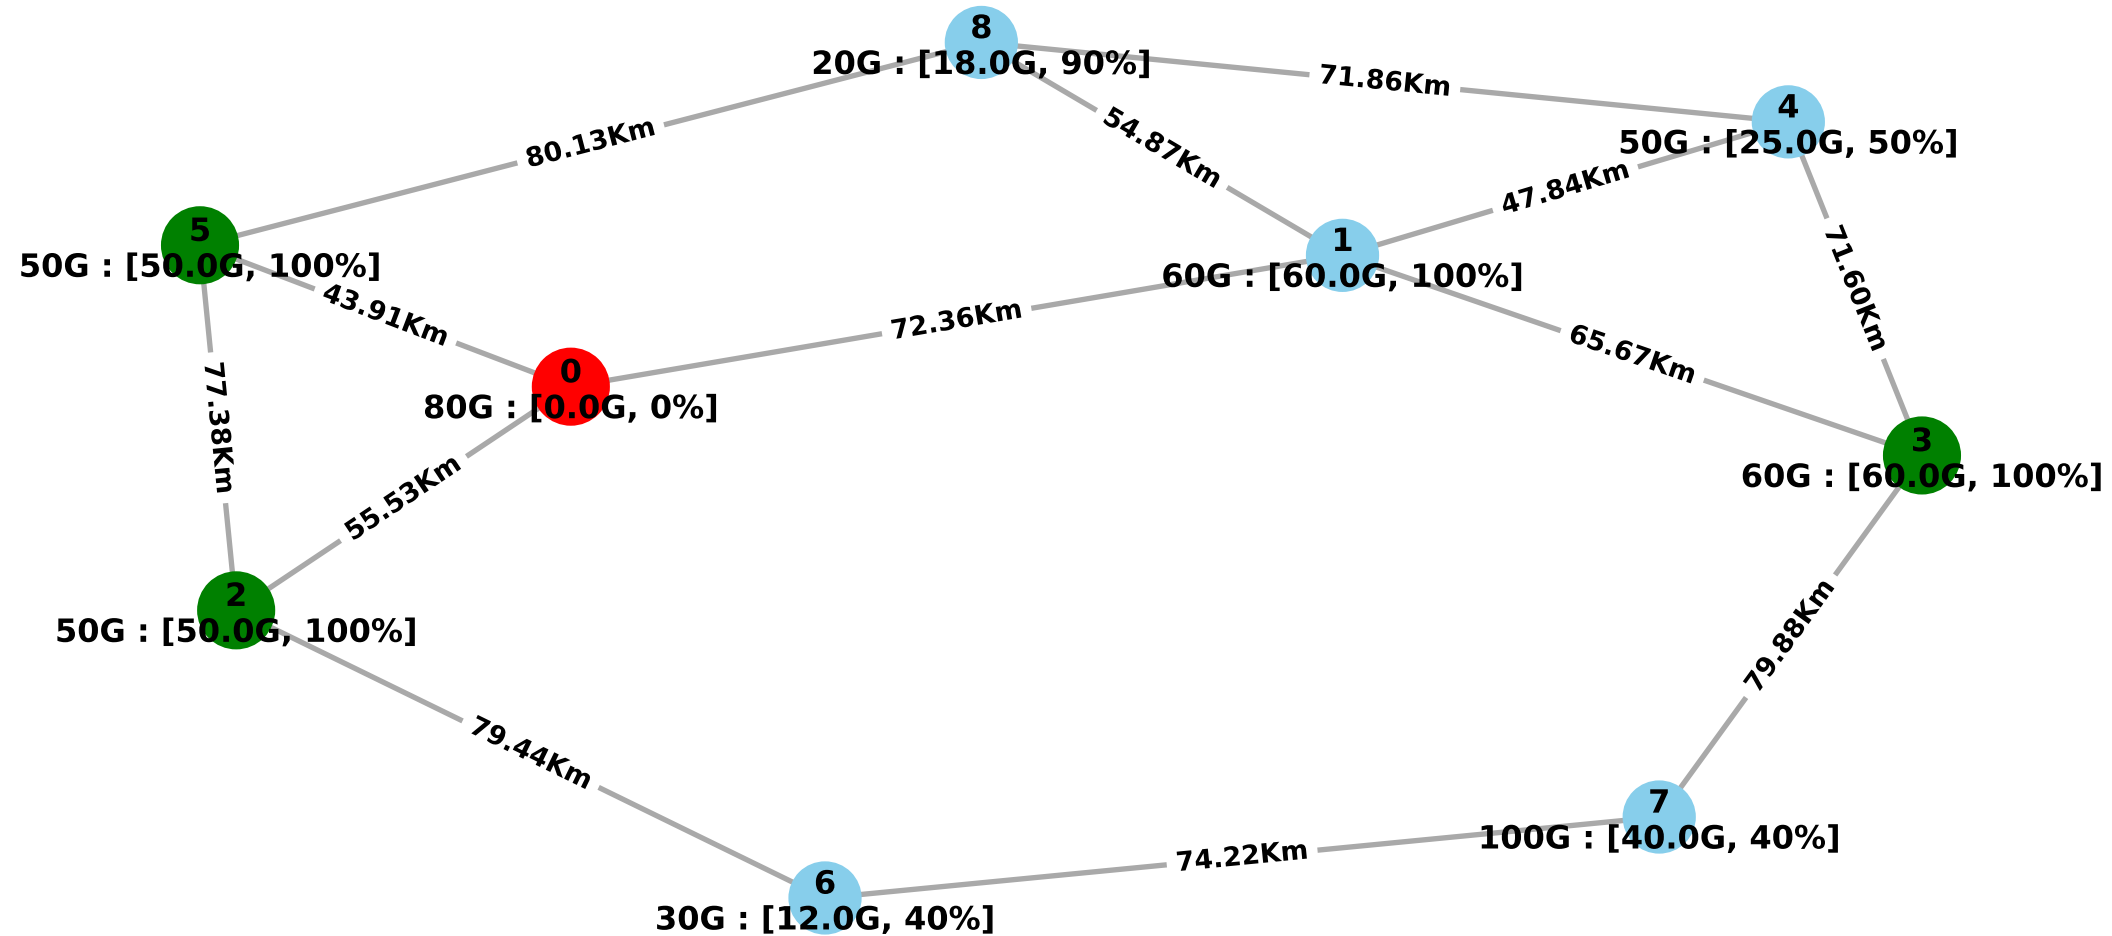 8
20G : [18.0G, 90%]
71.86Km
4
50G : [25.0G, 50%]
54.87Km
80.13Km
47.84Km
5
50G : [50.0G, 100%]
1
60G : [60.0G, 100%]
71.60Km
43.91Km
72.36Km
65.67Km
0
80G : [0.0G, 0%]
77.38Km
3
60G : [60.0G, 100%]
55.53Km
2
50G : [50.0G, 100%]
79.88Km
79.44Km
7
100G : [40.0G, 40%]
74.22Km
6
30G : [12.0G, 40%]